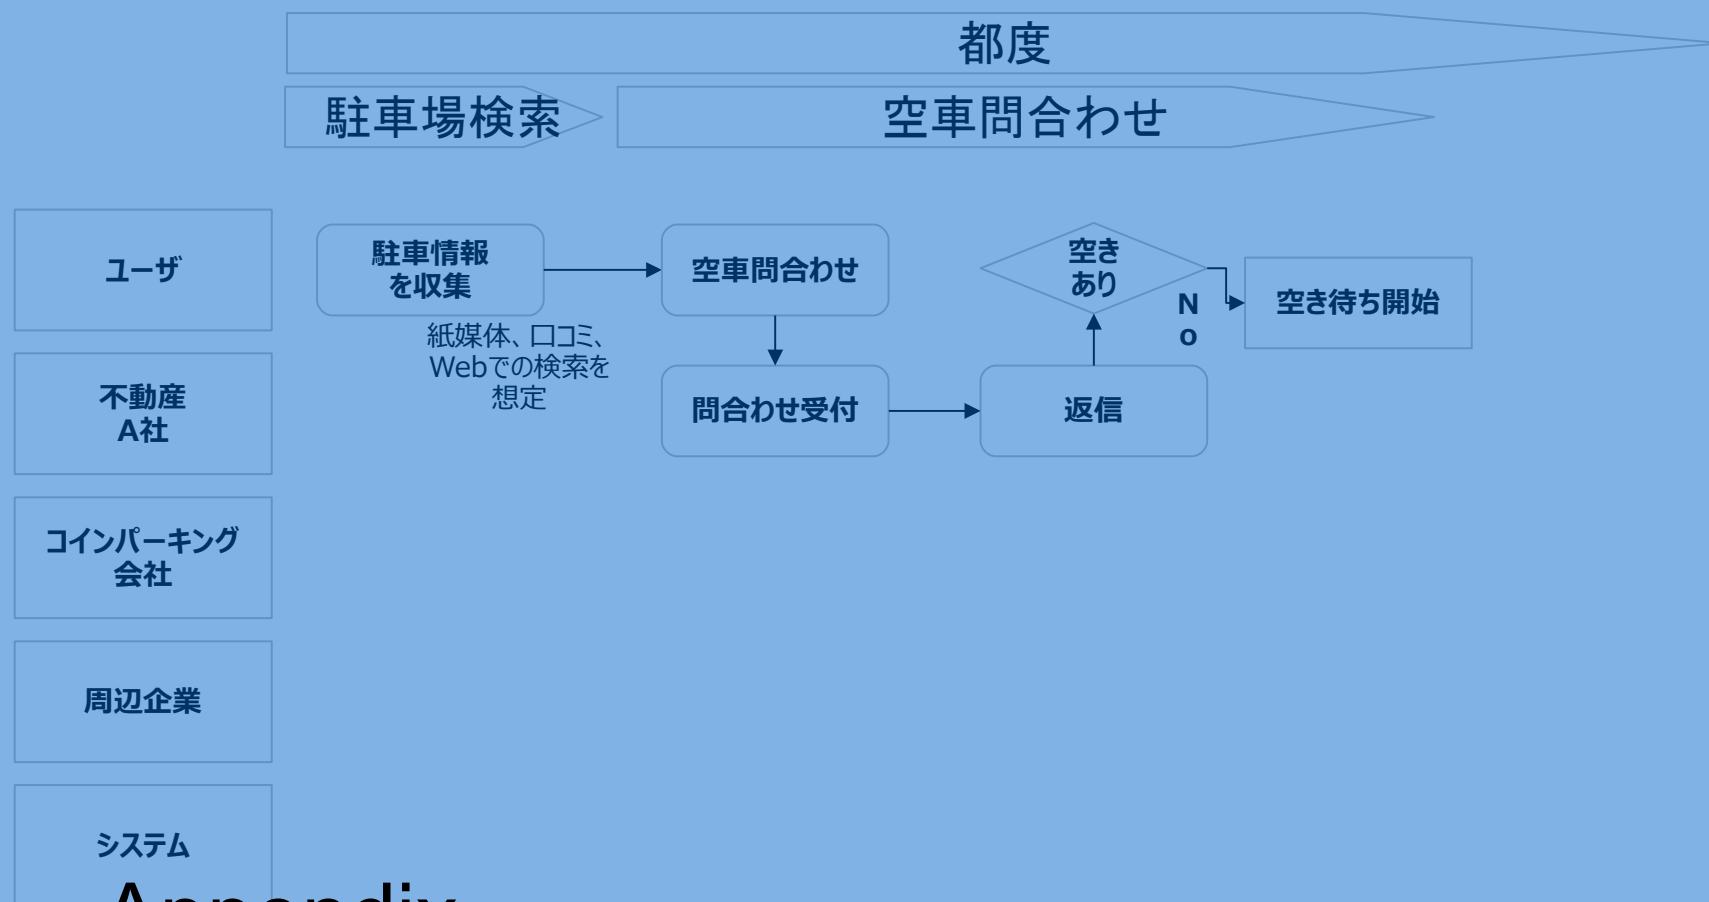 都度
駐車場検索
空車問合わせ
ユーザ
駐車情報
を収集
空車問合わせ
空き
あり
N
o
空き待ち開始
紙媒体、口コミ、
Webでの検索を
想定
不動産
A社
問合わせ受付
返信
コインパーキング
会社
周辺企業
システム
Appendix